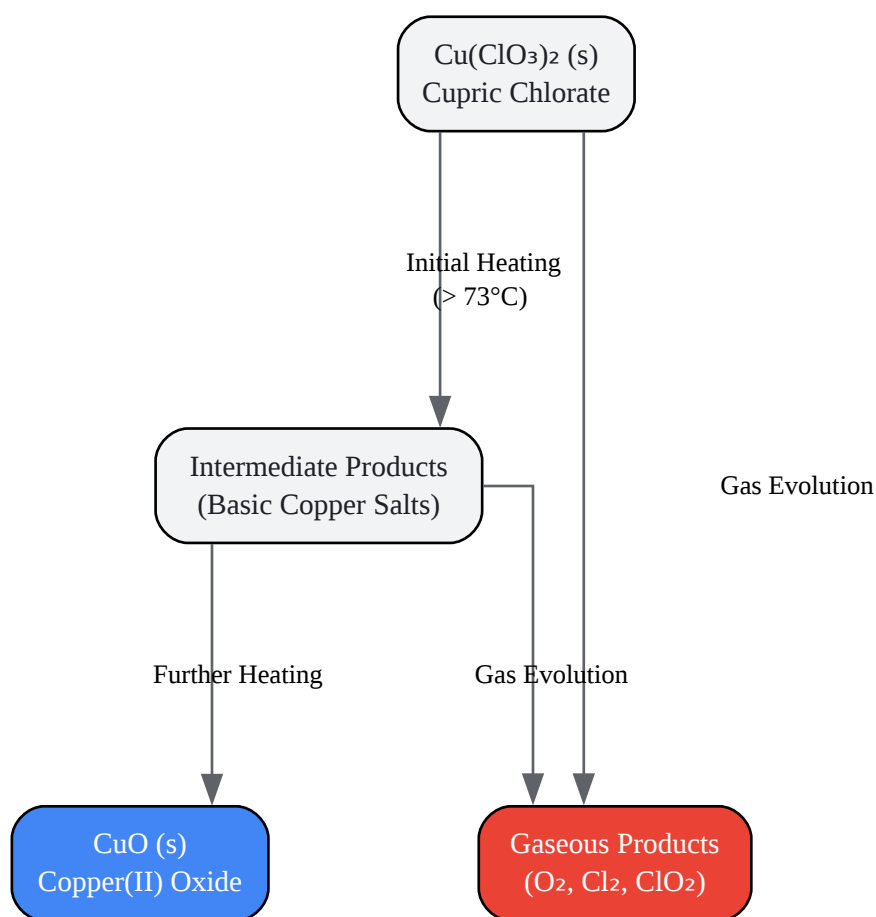 Cu(ClO₃)₂ (s)
Cupric Chlorate
Initial Heating
(> 73°C)
Intermediate Products
(Basic Copper Salts)
Gas Evolution
Further Heating
Gas Evolution
CuO (s)
Copper(II) Oxide
Gaseous Products
(O₂, Cl₂, ClO₂)